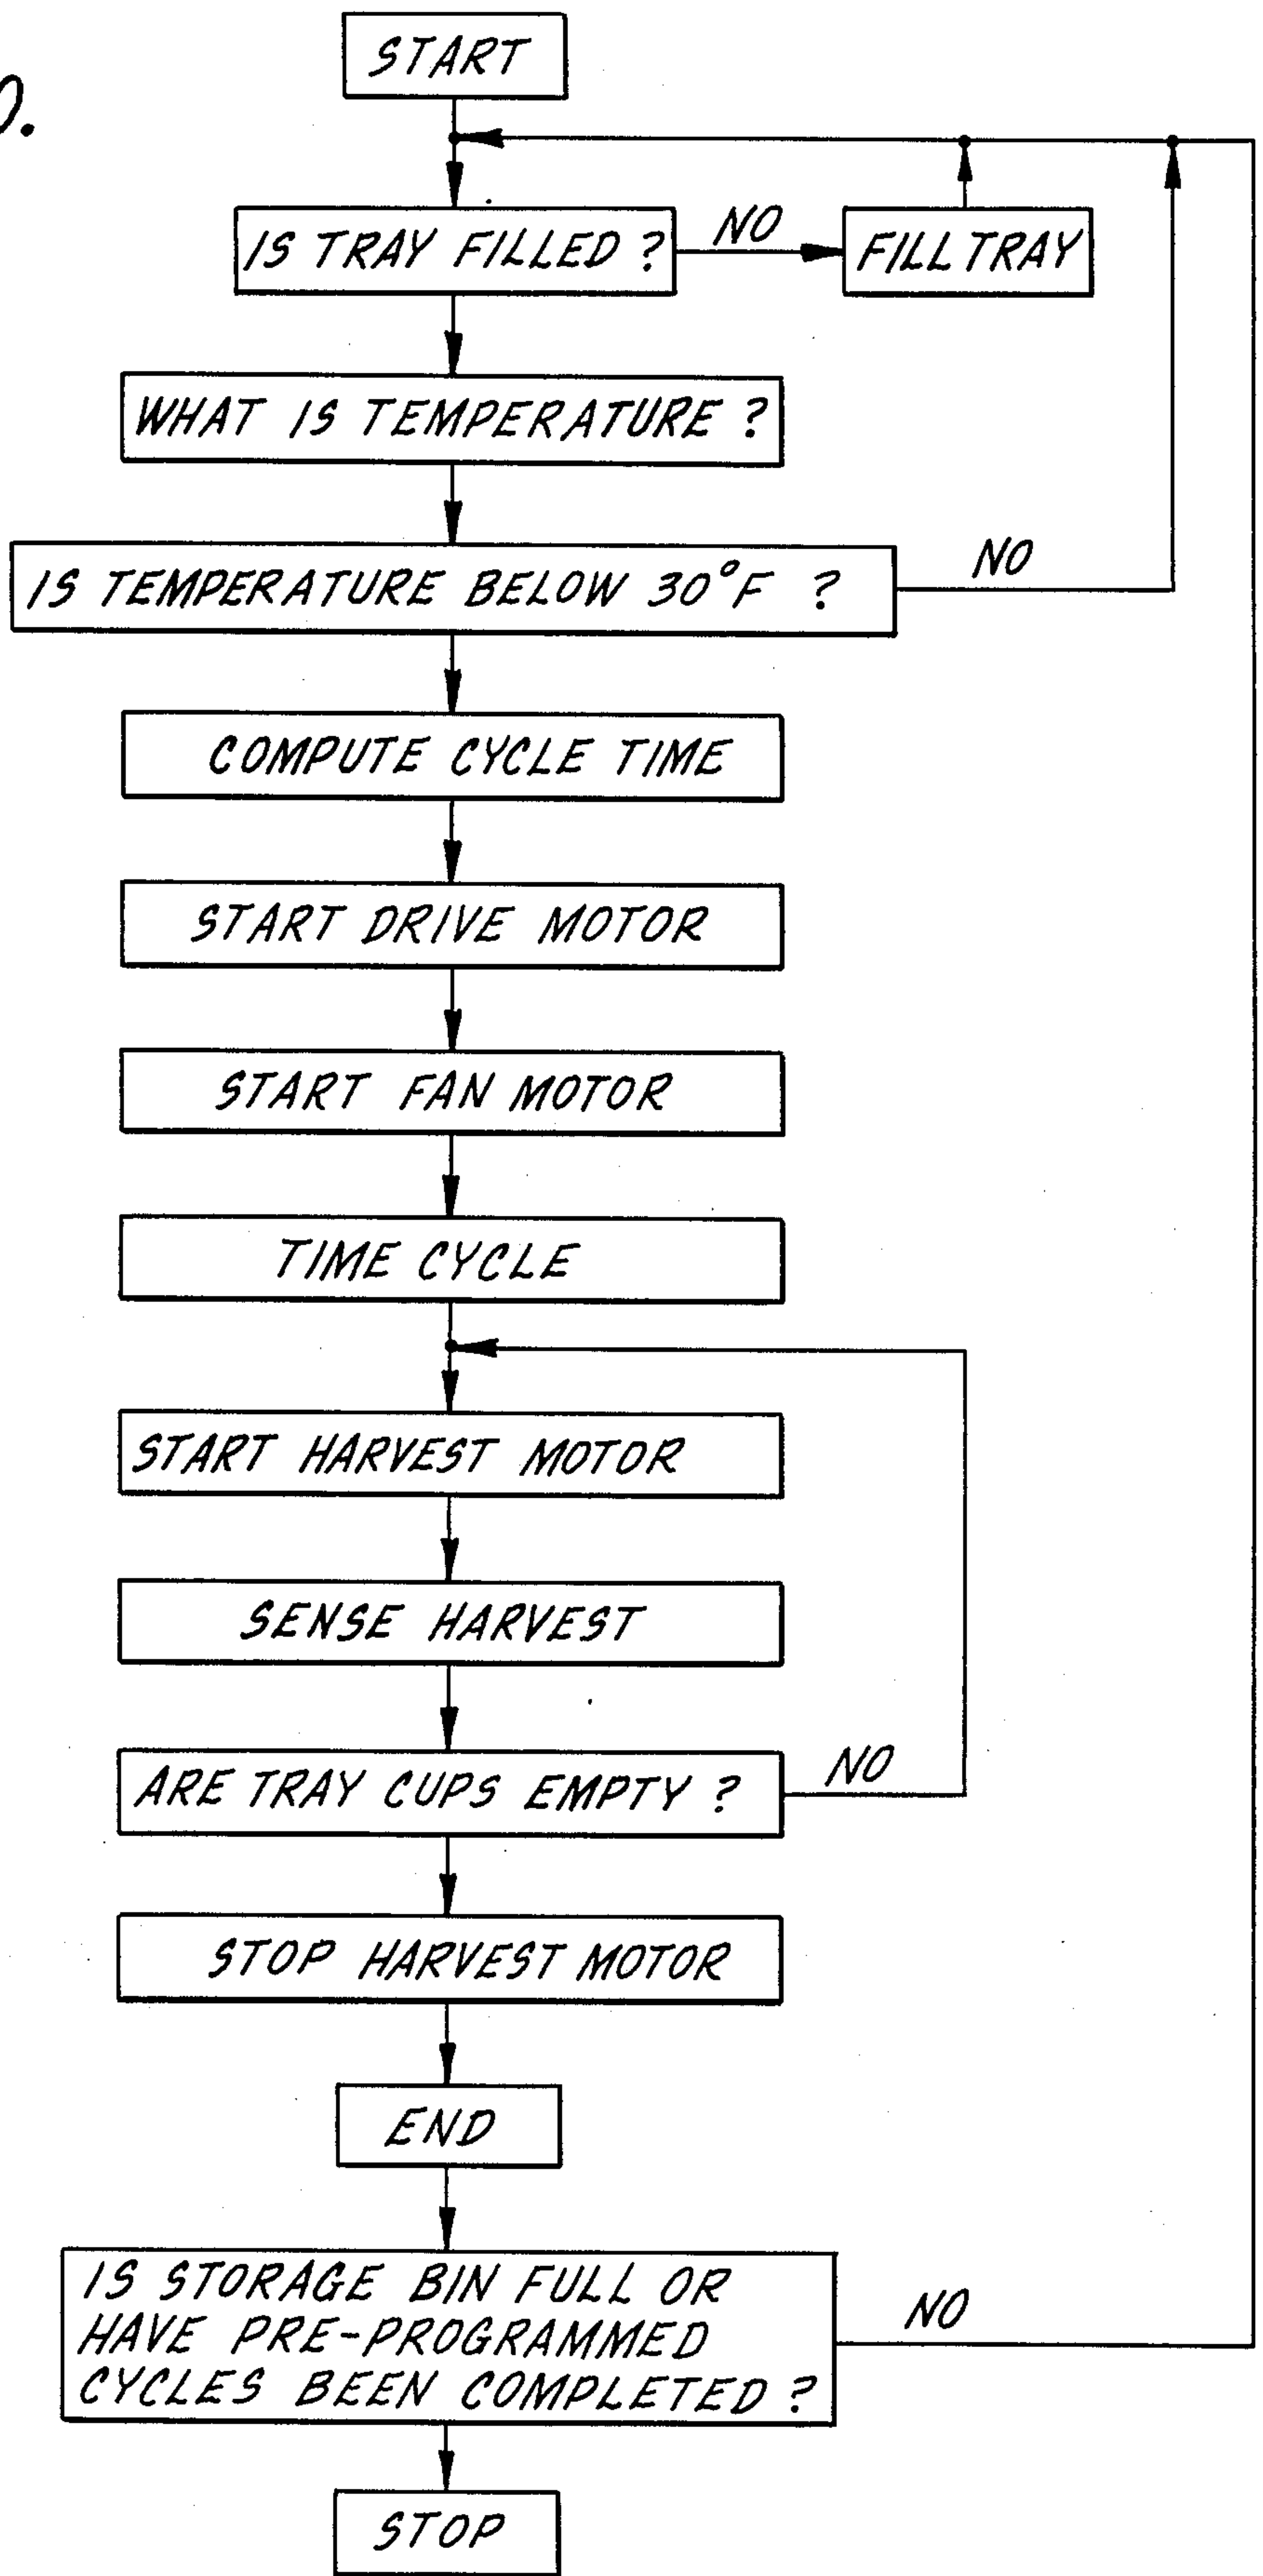 0.
START
IS TRAY FILLED ?
NO
FILL TRAY
WHAT IS TEMPERATURE ?
IS TEMPERATURE BELOW 30°F ?
NO
COMPUTE CYCLE TIME
START DRIVE MOTOR
START FAN MOTOR
TIME CYCLE
START HARVEST MOTOR
SENSE HARVEST
ARE TRAY CUPS EMPTY ?
NO
STOP HARVEST MOTOR
END
IS STORAGE BIN FULL OR
HAVE PRE-PROGRAMMED
CYCLES BEEN COMPLETED ?
NO
STOP